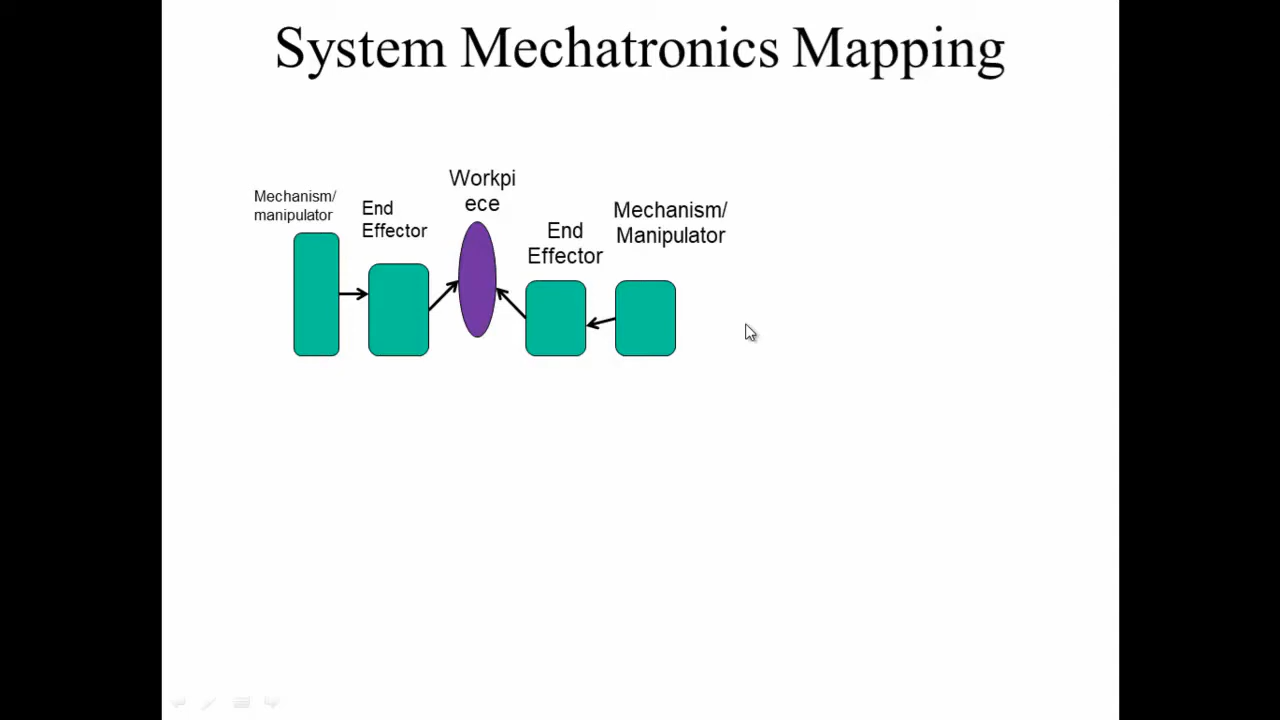 System Mechatronics Mapping
Mechanism/
manipulator
End
Effector
Workpi
ece
End
Effector
Mechanism/
Manipulator